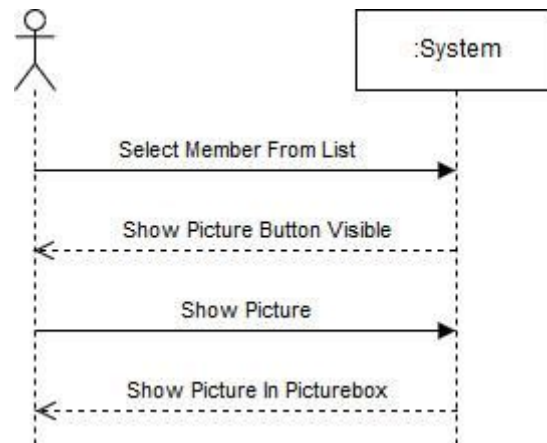 :System
Select Member From List
Show Picture Button Visible
Show Picture
Show Picture In Picturebox